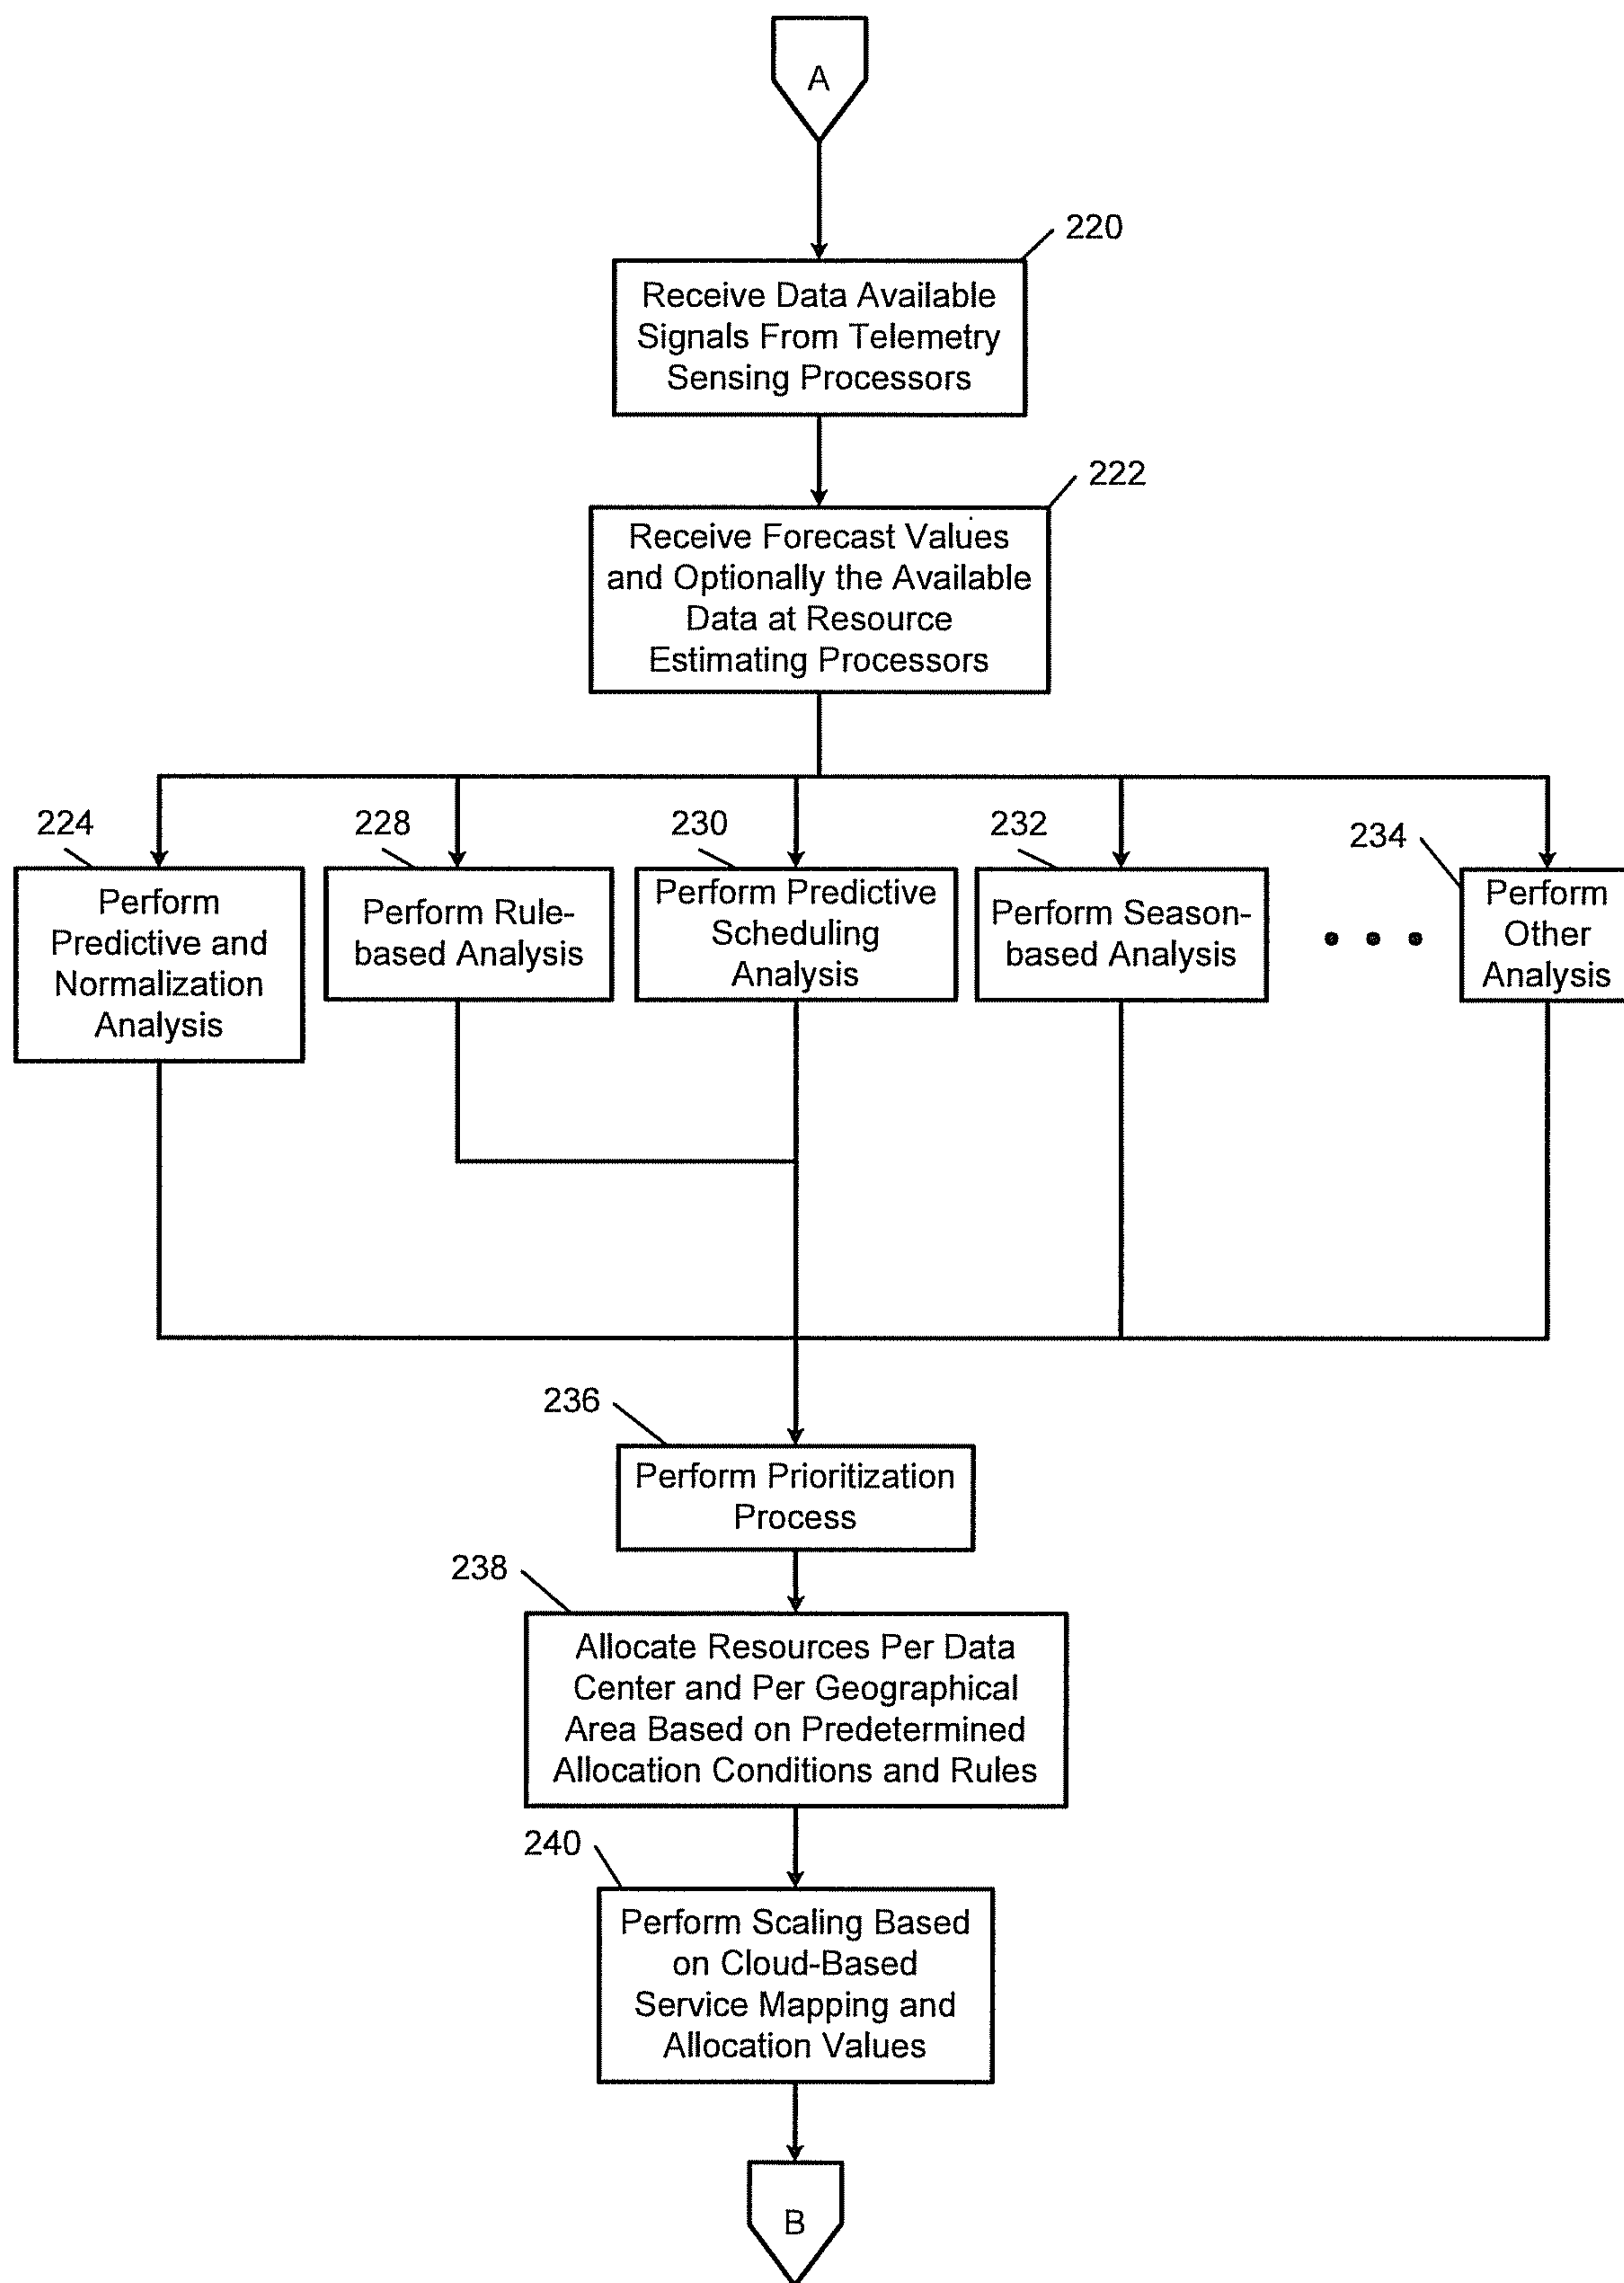 A
220
Receive Data Available
Signals From Telemetry
Sensing Processors
222
Receive Forecast Values
and Optionally the Available
Data at Resource
Estimating Processors
224
Perform
Predictive and
Normalization
Analysis
228
Perform Rule-
based Analysis
230
Perform Predictive
Scheduling
Analysis
232
Perform Season-
based Analysis
234
Perform
Other
Analysis
236
Perform Prioritization
Process
238
Allocate Resources Per Data
Center and Per Geographical
Area Based on Predetermined
Allocation Conditions and Rules
240
Perform Scaling Based
on Cloud-Based
Service Mapping and
Allocation Values
B